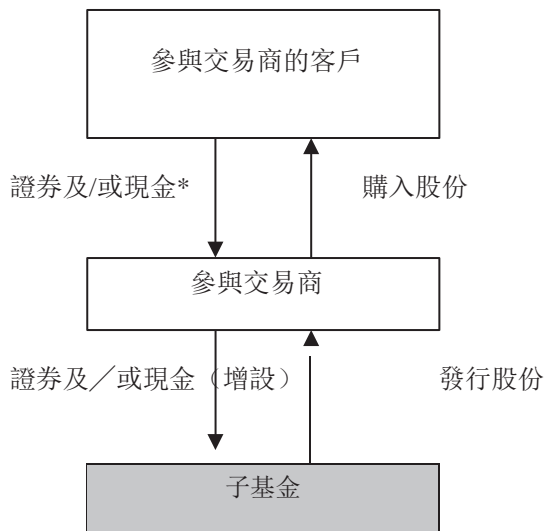 參與交易商的客戶
證券及/或現金* 購入股份
參與交易商
證券及╱或現金（增設） 發行股份
子基金